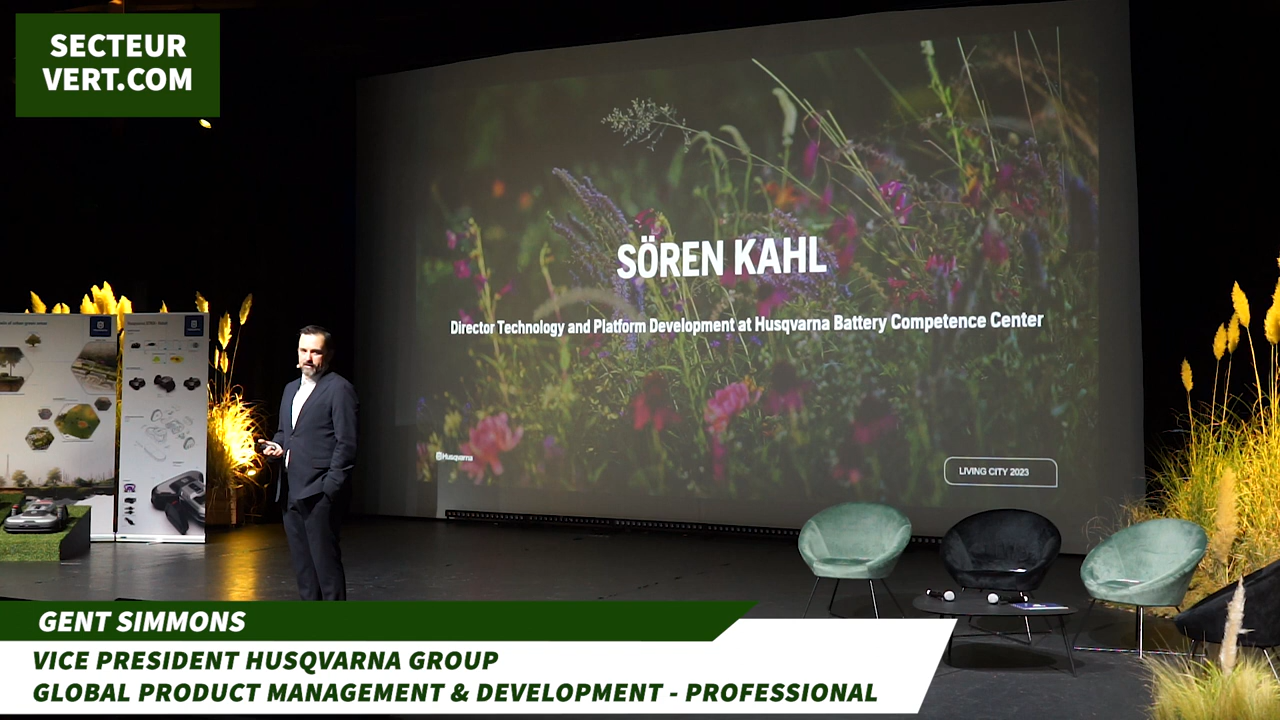 SECTEUR
VERT.COM
SÖREN KAHL
Director Technology and Platform Development at Husqvarna Battery Competence Center
Husqvarna
LIVING CITY 2023
GENT SIMMONS
VICE PRESIDENT HUSQVARNA GROUP
GLOBAL PRODUCT MANAGEMENT & DEVELOPMENT - PROFESSIONAL